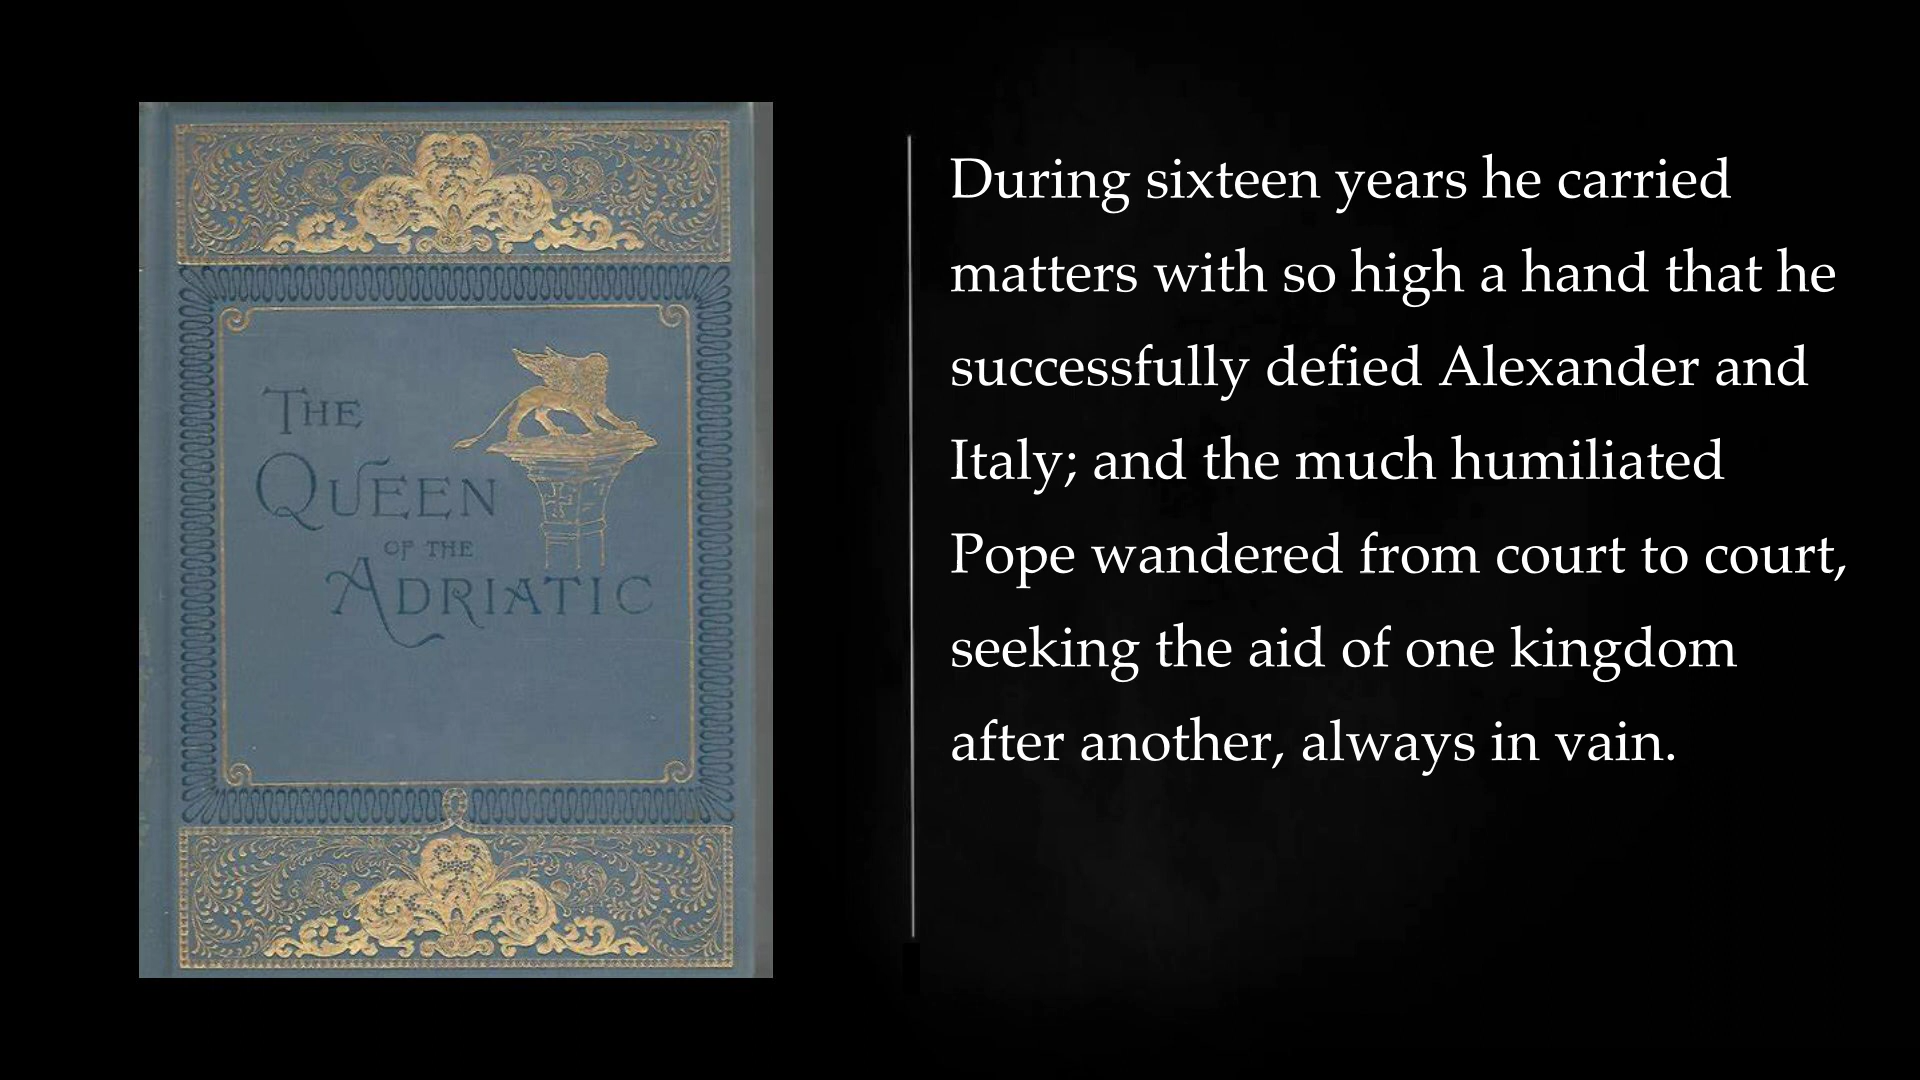 THE
QUEEN
OF THE
ADRIATIC
During sixteen years he carried
matters with so high a hand that he
successfully defied Alexander and
Italy; and the much humiliated
Pope wandered from court to court,
seeking the aid of one kingdom
after another, always in vain.